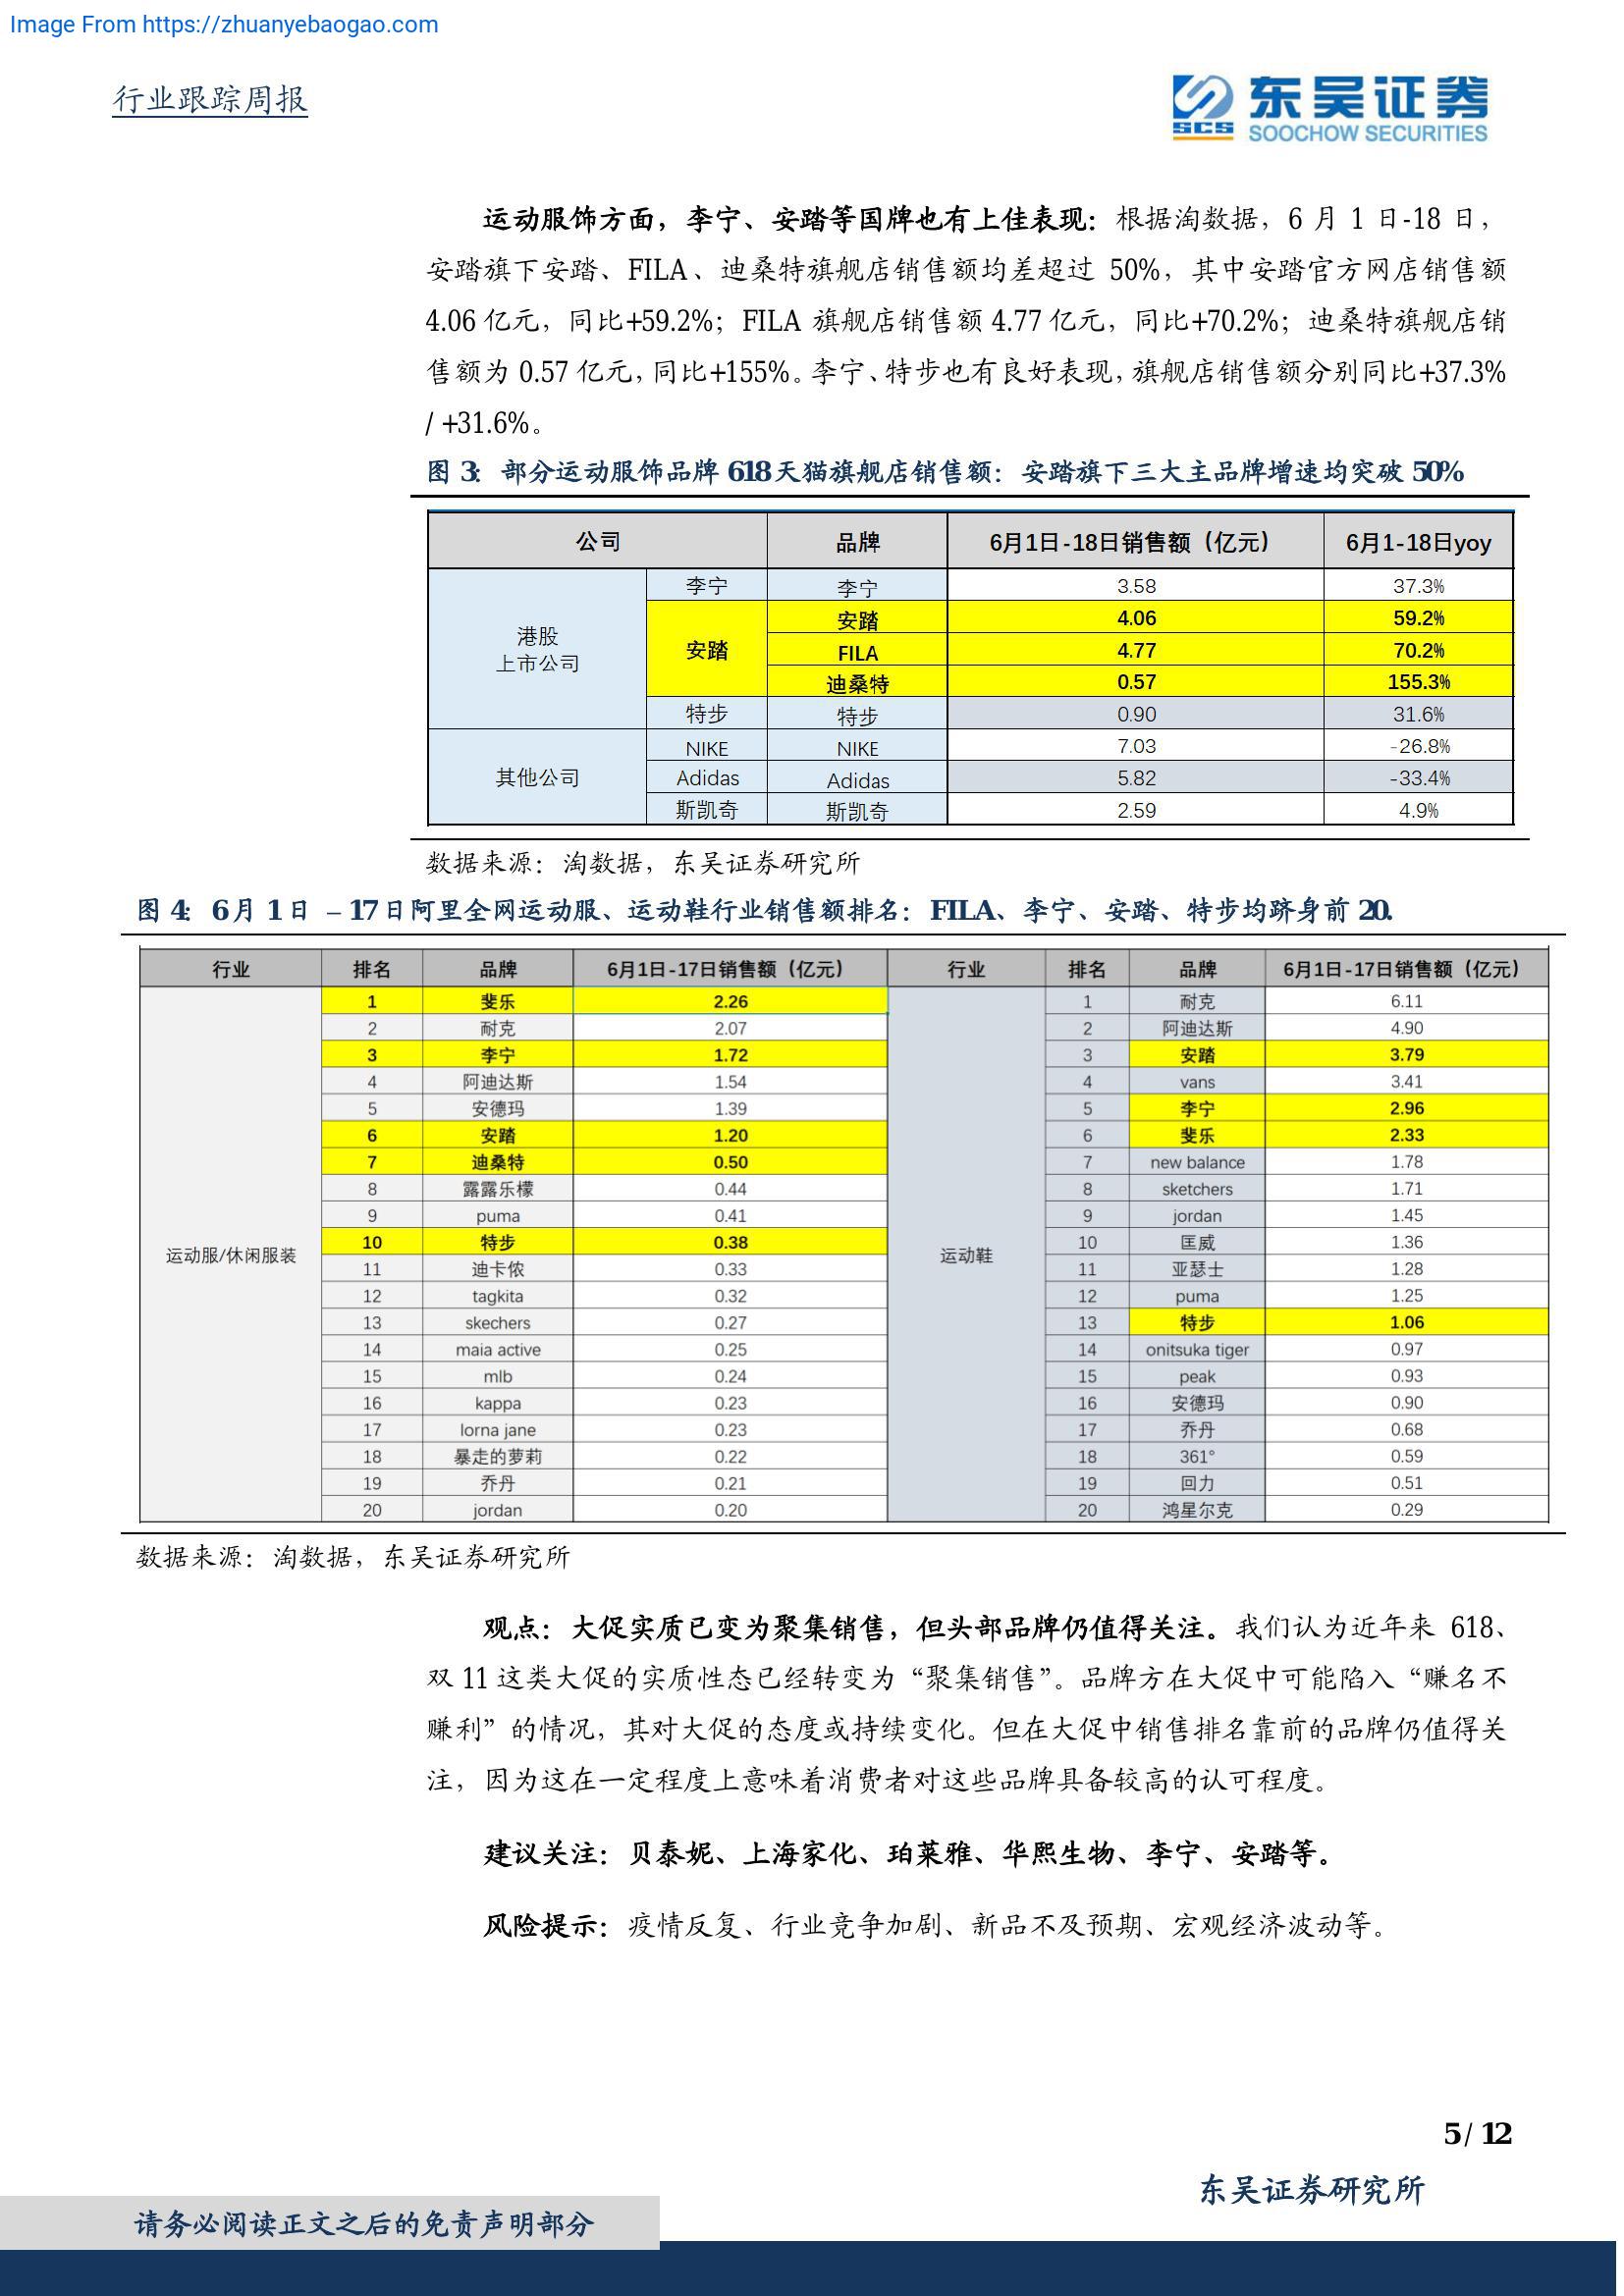 Image From https://zhuanyebaogao.com
行业跟踪周报
SCS 东吴证券
SOOCHOW SECURITIES
运动服饰方面，李宁、安踏等国牌也有上佳表现：根据淘数据，6 月 1 日-18 日，
安踏旗下安踏、FILA、迪桑特旗舰店销售额均差超过 50%，其中安踏官方网店销售额
4.06 亿元，同比+59.2%；FILA 旗舰店销售额 4.77 亿元，同比+70.2%；迪桑特旗舰店销
售额为 0.57 亿元，同比+155%。李宁、特步也有良好表现，旗舰店销售额分别同比+37.3%
/ +31.6%。
图 3： 部分运动服饰品牌 618 天猫旗舰店销售额：安踏旗下三大主品牌增速均突破 50%
公司 品牌 6月1日-18日销售额（亿元） 6月1-18日yoy
港股
上市公司
李宁 李宁 3.58 37.3%
安踏
安踏 4.06 59.2%
FILA 4.77 70.2%
迪桑特 0.57 155.3%
特步 特步 0.90 31.6%
其他公司
NIKE NIKE 7.03 -26.8%
Adidas Adidas 5.82 -33.4%
斯凯奇 斯凯奇 2.59 4.9%
数据来源：淘数据，东吴证券研究所
图 4： 6 月 1 日 – 17 日阿里全网运动服、运动鞋行业销售额排名：FILA、李宁、安踏、特步均跻身前 20.
行业 排名 品牌 6月1日-17日销售额（亿元） 行业 排名 品牌 6月1日-17日销售额（亿元）
1 斐乐 2.26 1 耐克 6.11
2 耐克 2.07 2 阿迪达斯 4.90
3 李宁 1.72 3 安踏 3.79
4 阿迪达斯 1.54 4 vans 3.41
5 安德玛 1.39 5 李宁 2.96
6 安踏 1.20 6 斐乐 2.33
7 迪桑特 0.50 7 new balance 1.78
8 露露乐檬 0.44 8 sketchers 1.71
9 puma 0.41 9 jordan 1.45
运动服/休闲服装 10 特步 0.38 运动鞋 10 匡威 1.36
11 迪卡侬 0.33 11 亚瑟士 1.28
12 tagkita 0.32 12 puma 1.25
13 skechers 0.27 13 特步 1.06
14 maia active 0.25 14 onitsuka tiger 0.97
15 mlb 0.24 15 peak 0.93
16 kappa 0.23 16 安德玛 0.90
17 lorna jane 0.23 17 乔丹 0.68
18 暴走的萝莉 0.22 18 361° 0.59
19 乔丹 0.21 19 回力 0.51
20 jordan 0.20 20 鸿星尔克 0.29
数据来源：淘数据，东吴证券研究所
观点：大促实质已变为聚集销售，但头部品牌仍值得关注。我们认为近年来 618、
双 11 这类大促的实质性态已经转变为“聚集销售”。品牌方在大促中可能陷入“赚名不
赚利”的情况，其对大促的态度或持续变化。但在大促中销售排名靠前的品牌仍值得关
注，因为这在一定程度上意味着消费者对这些品牌具备较高的认可程度。
建议关注：贝泰妮、上海家化、珀莱雅、华熙生物、李宁、安踏等。
风险提示：疫情反复、行业竞争加剧、新品不及预期、宏观经济波动等。
5 / 12
东吴证券研究所
请务必阅读正文之后的免责声明部分